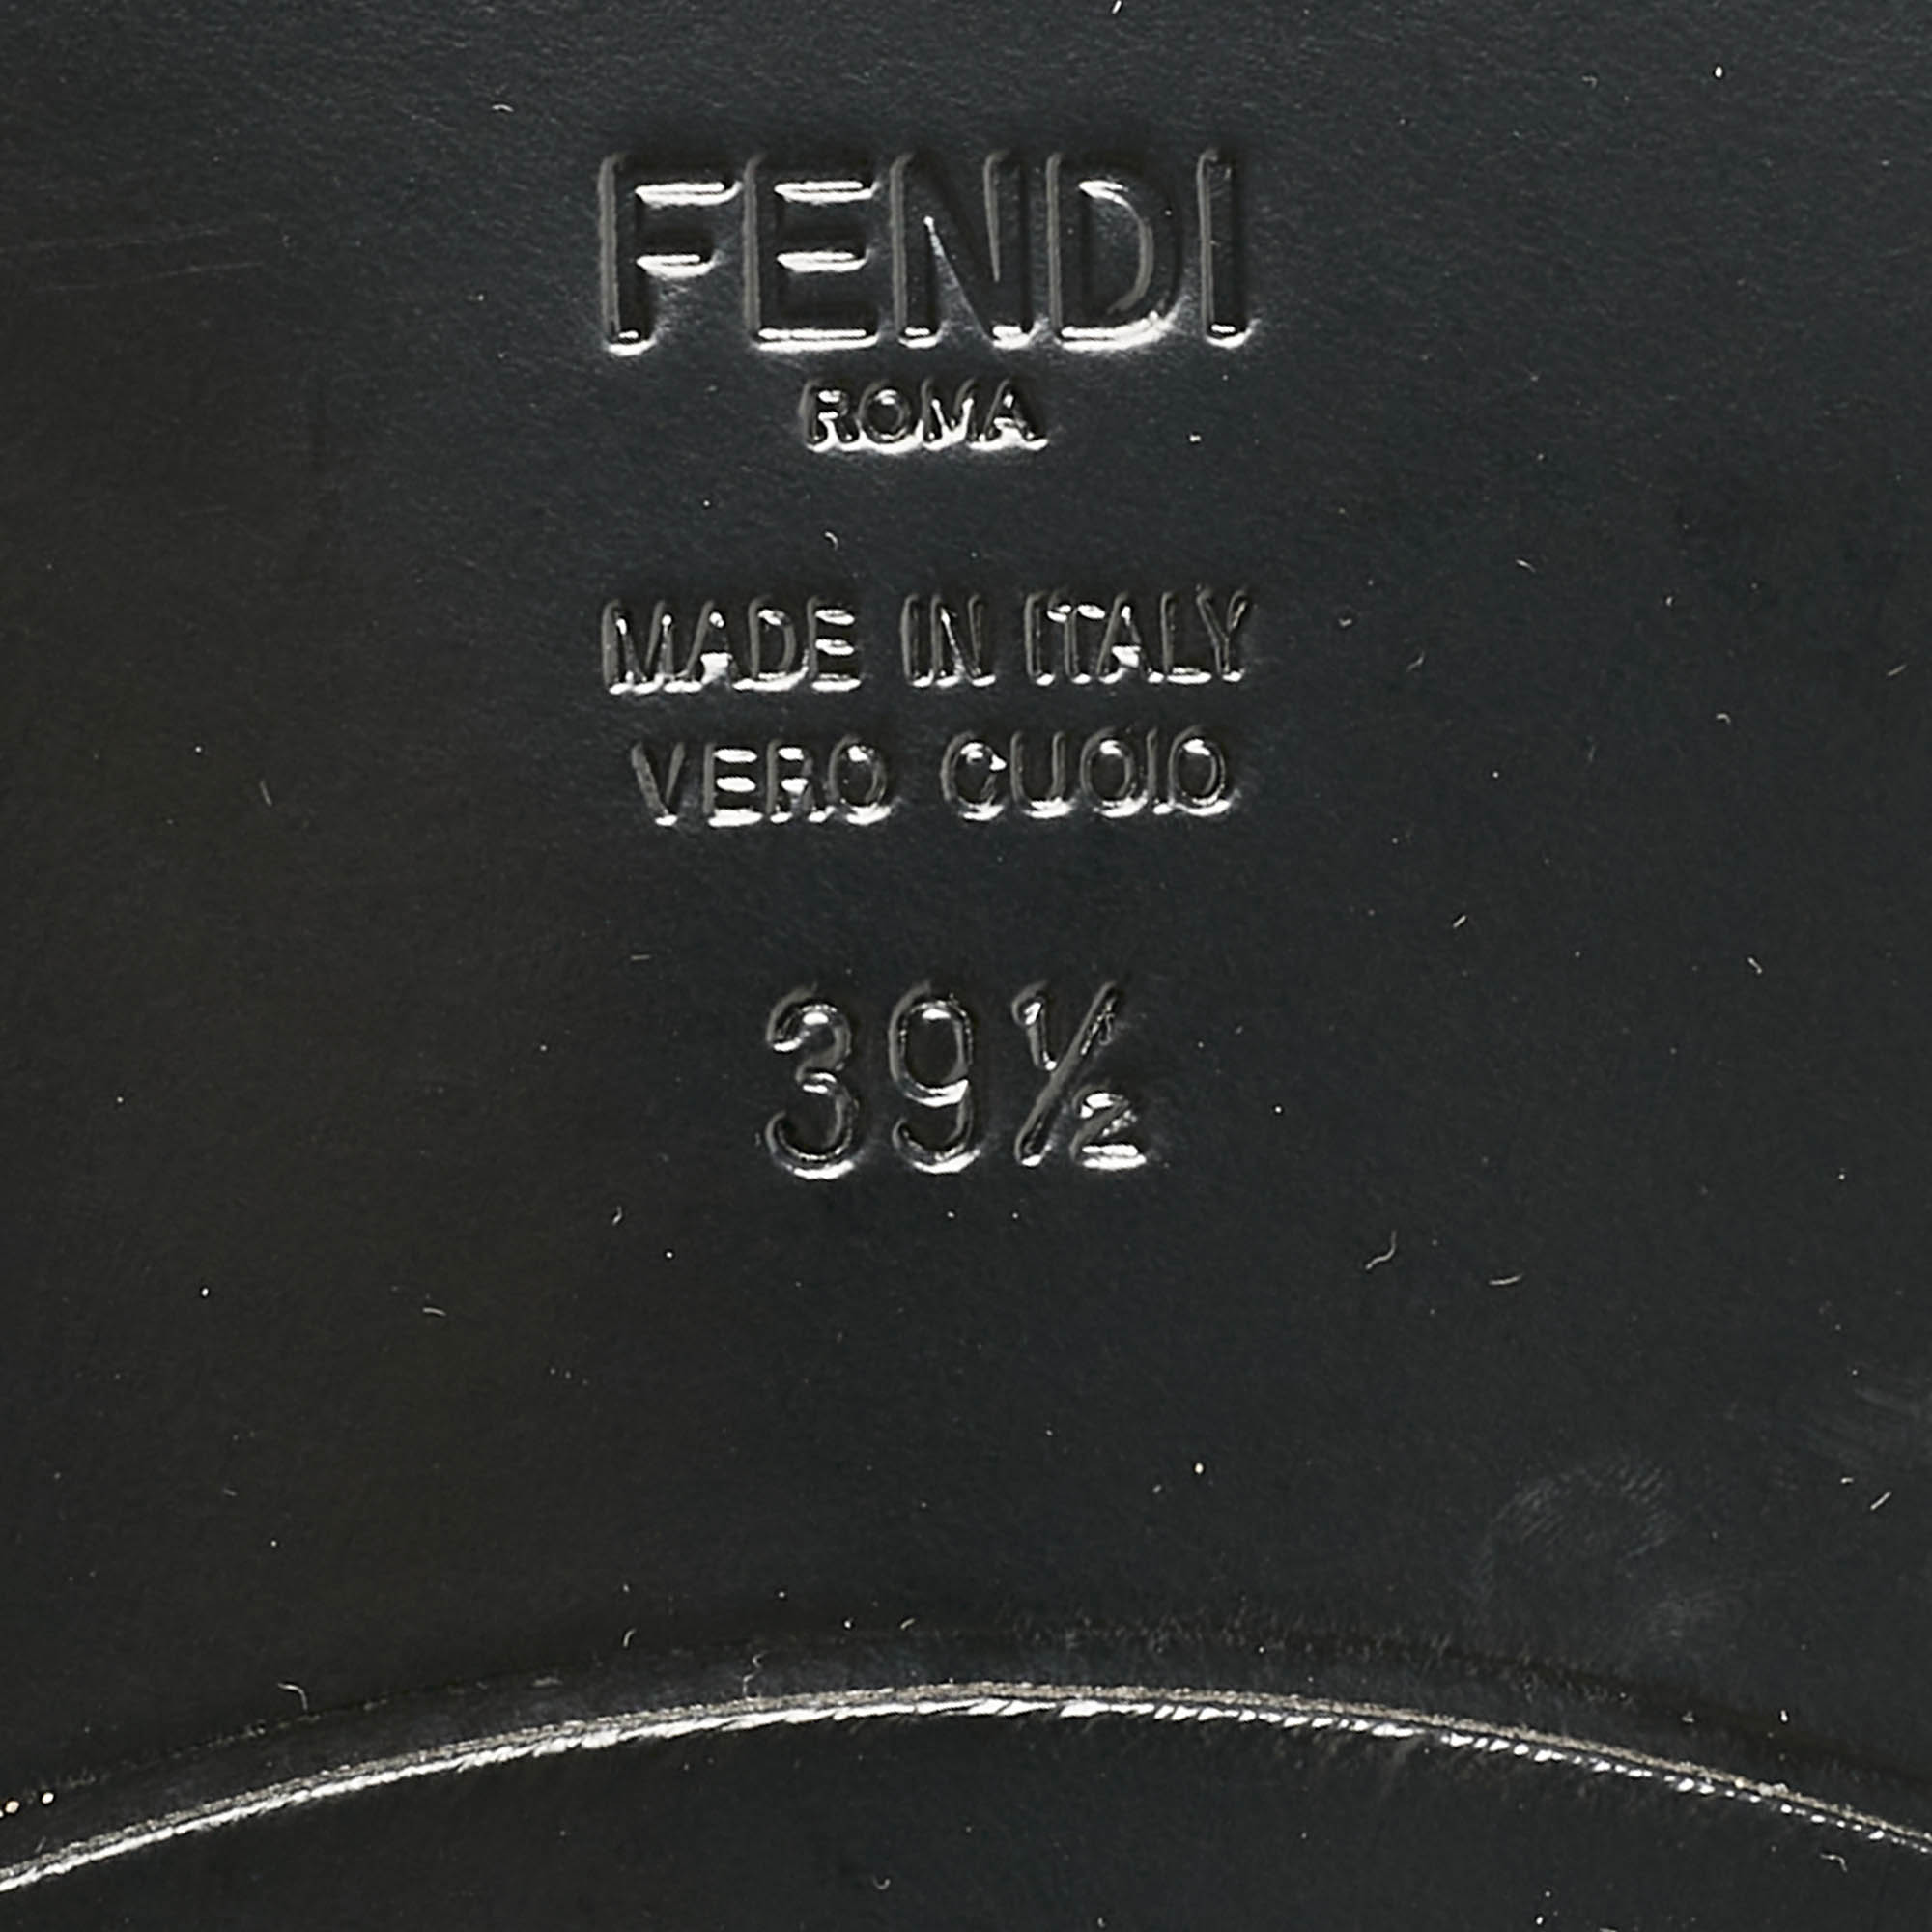 FENDI
ROMA
MADE IN ITALY
VERO CUOIO
39½